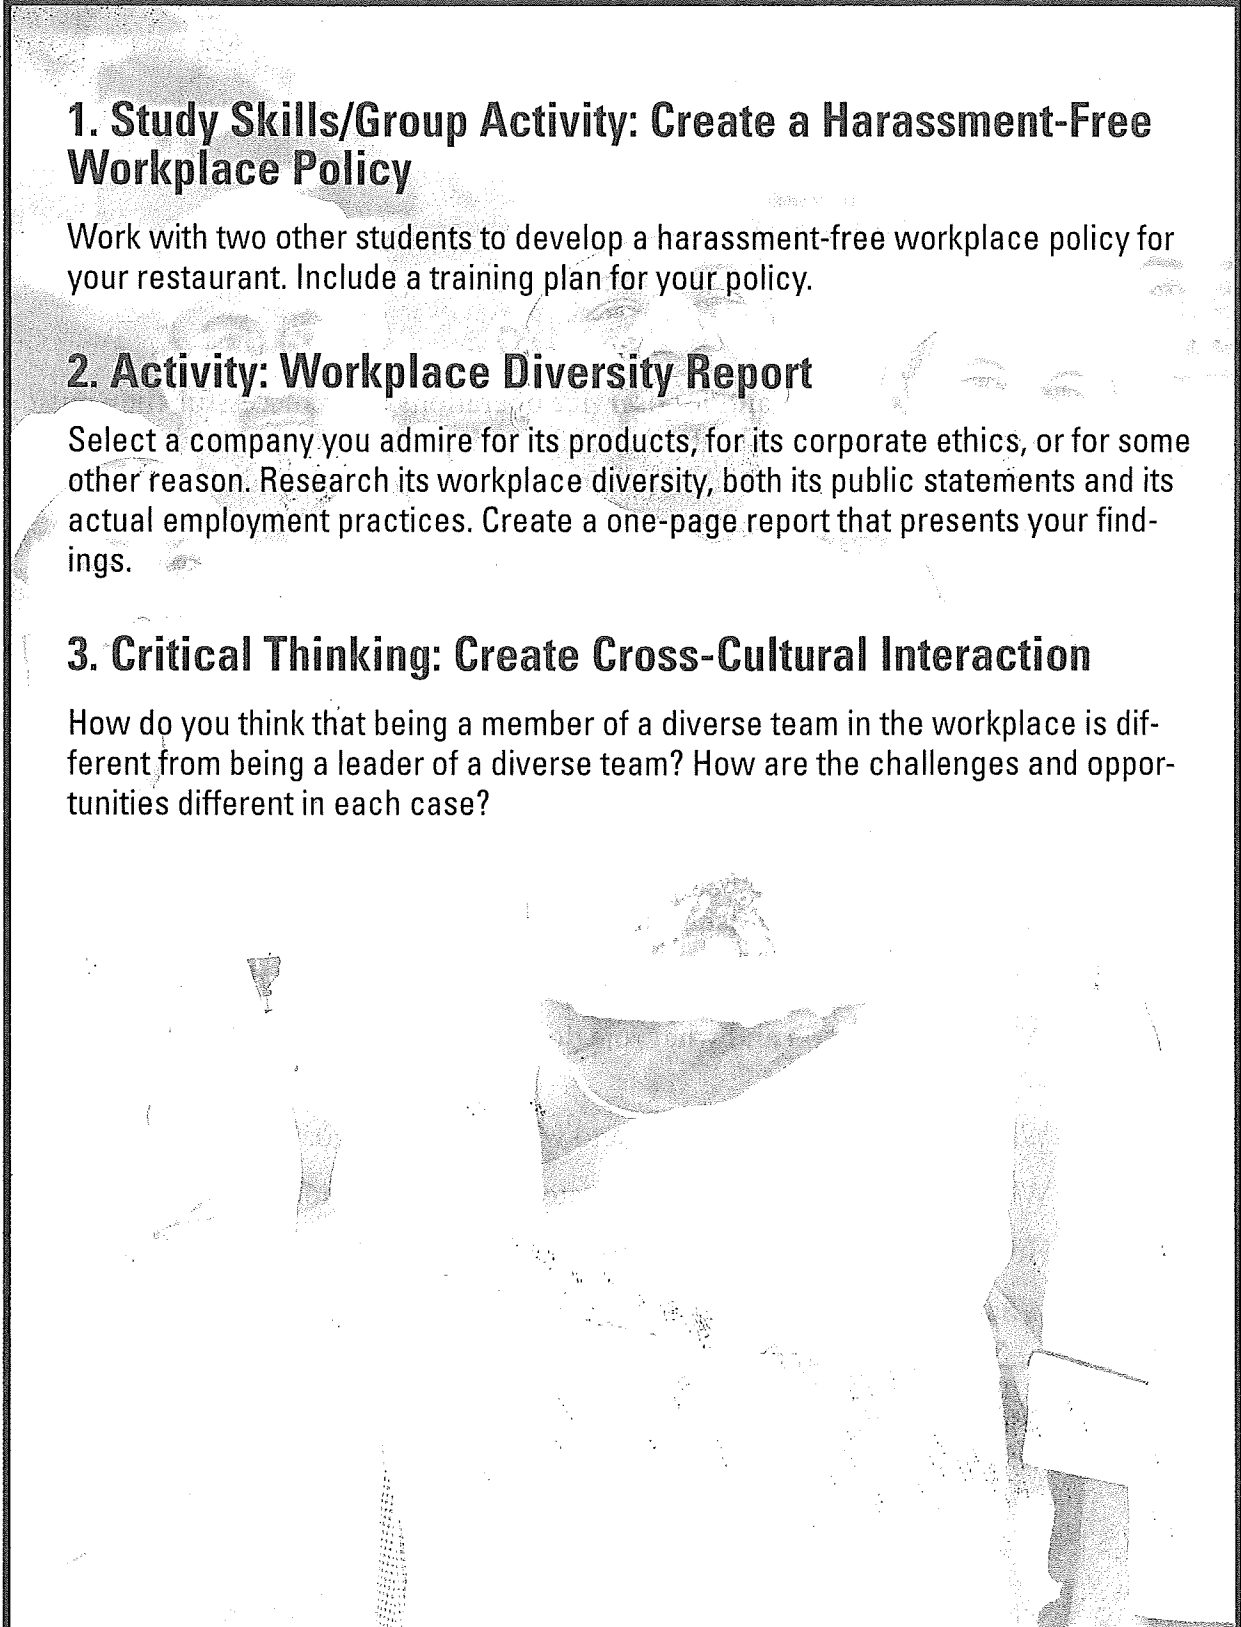 1. Study Skills/Group Activity: Create a Harassment-Free
Workplace Policy
Work with two other students to develop a harassment-free workplace policy for
your restaurant. Include a training plan for your policy.
2. Activity: Workplace Diversity Report
Select a company you admire for its products, for its corporate ethics, or for some
other reason. Research its workplace diversity, both its public statements and its
actual employment practices. Create a one-page report that presents your find-
ings.
3. Critical Thinking: Create Cross-Cultural Interaction
How do you think that being a member of a diverse team in the workplace is dif-
ferent from being a leader of a diverse team? How are the challenges and oppor-
tunities different in each case?